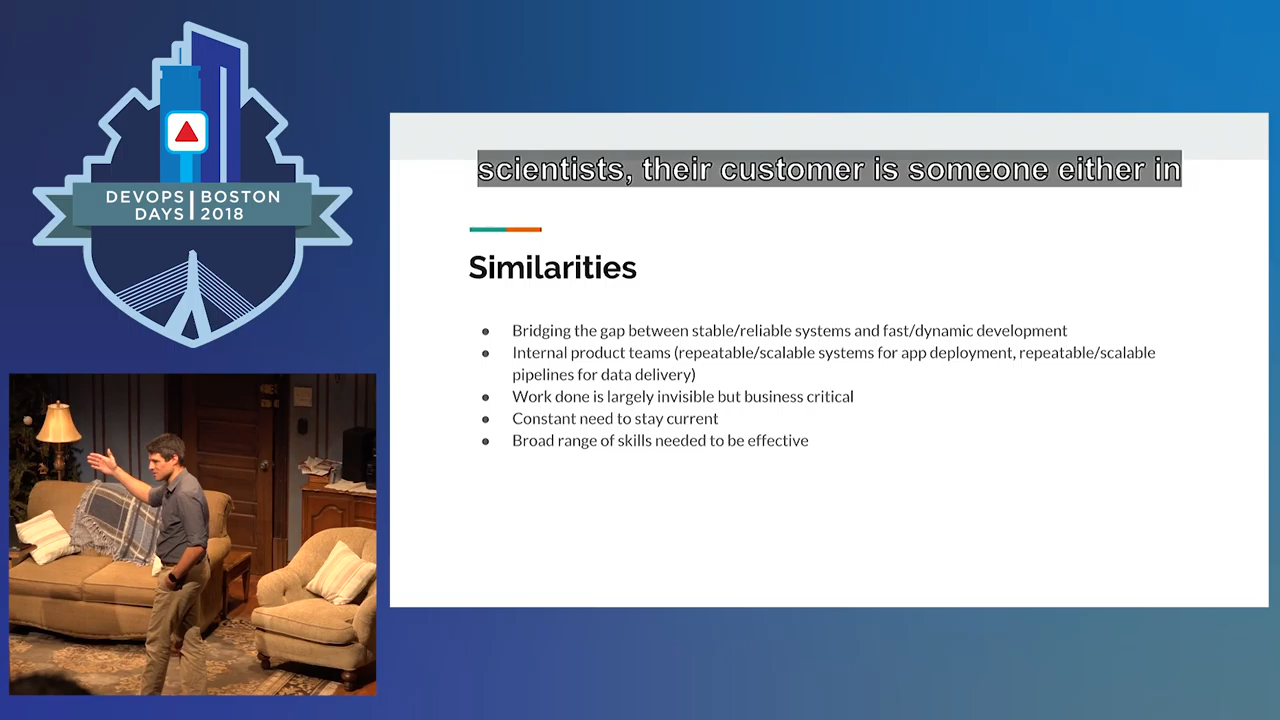 DEVOPS BOSTON
DAYS 2018
scientists, their customer is someone either in
Similarities
● Bridging the gap between stable/reliable systems and fast/dynamic development
● Internal product teams (repeatable/scalable systems for app deployment, repeatable/scalable
pipelines for data delivery)
● Work done is largely invisible but business critical
● Constant need to stay current
● Broad range of skills needed to be effective